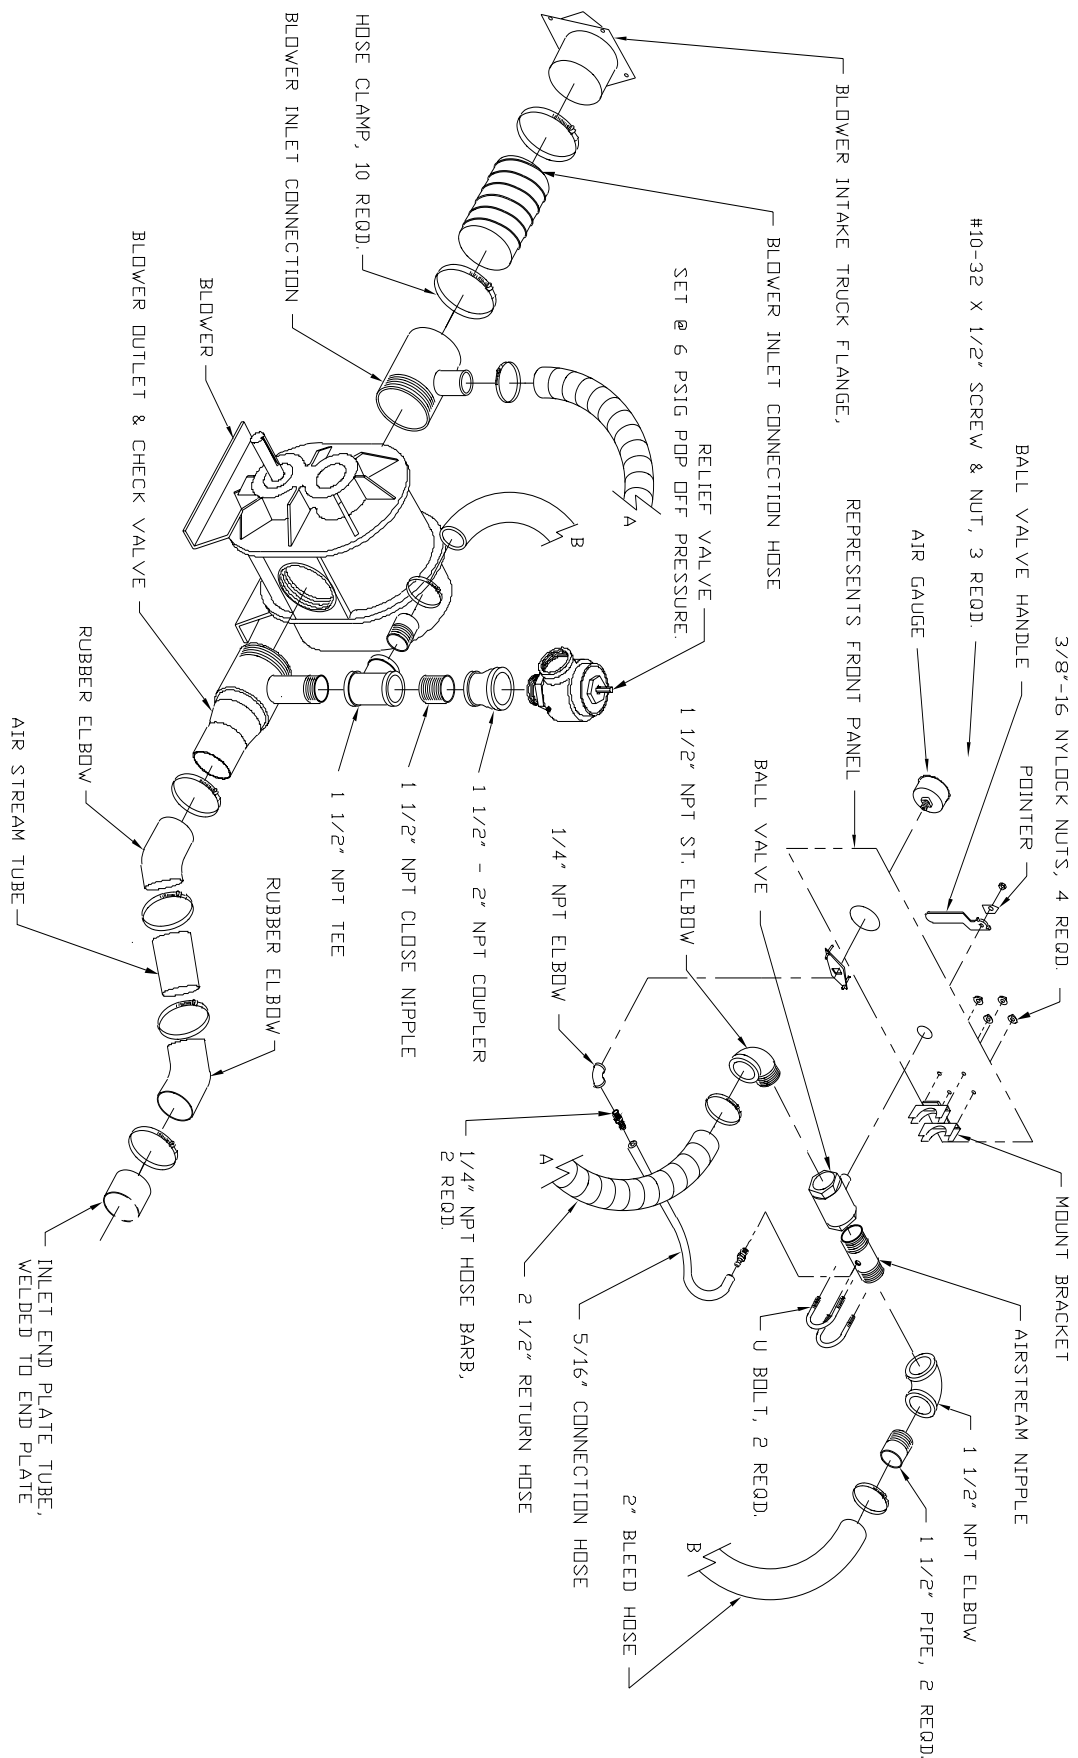 3/8"-16 NYLOCK NUTS, 4 REQD.
POINTER
BALL VALVE HANDLE
#10-32 X 1/2" SCREW & NUT, 3 REQD.
AIR GAUGE
REPRESENTS FRONT PANEL
BLOWER INTAKE TRUCK FLANGE,
BLOWER INLET CONNECTION HOSE
RELIEF VALVE
SET @ 6 PSIG POP OFF PRESSURE.
HOSE CLAMP, 10 REQD.
BLOWER INLET CONNECTION
BLOWER
BLOWER OUTLET & CHECK VALVE
RUBBER ELBOW
AIR STREAM TUBE
A
B
MOUNT BRACKET
AIRSTREAM NIPPLE
1 1/2" NPT ELBOW
1 1/2" PIPE, 2 REQD.
BALL VALVE
1 1/2" NPT ST. ELBOW
1/4" NPT ELBOW
1 1/2" - 2" NPT COUPLER
1 1/2" NPT CLOSE NIPPLE
1 1/2" NPT TEE
RUBBER ELBOW
U BOLT, 2 REQD.
2" BLEED HOSE
5/16" CONNECTION HOSE
2 1/2" RETURN HOSE
1/4" NPT HOSE BARB,
2 REQD.
A
B
INLET END PLATE TUBE,
WELDED TO END PLATE